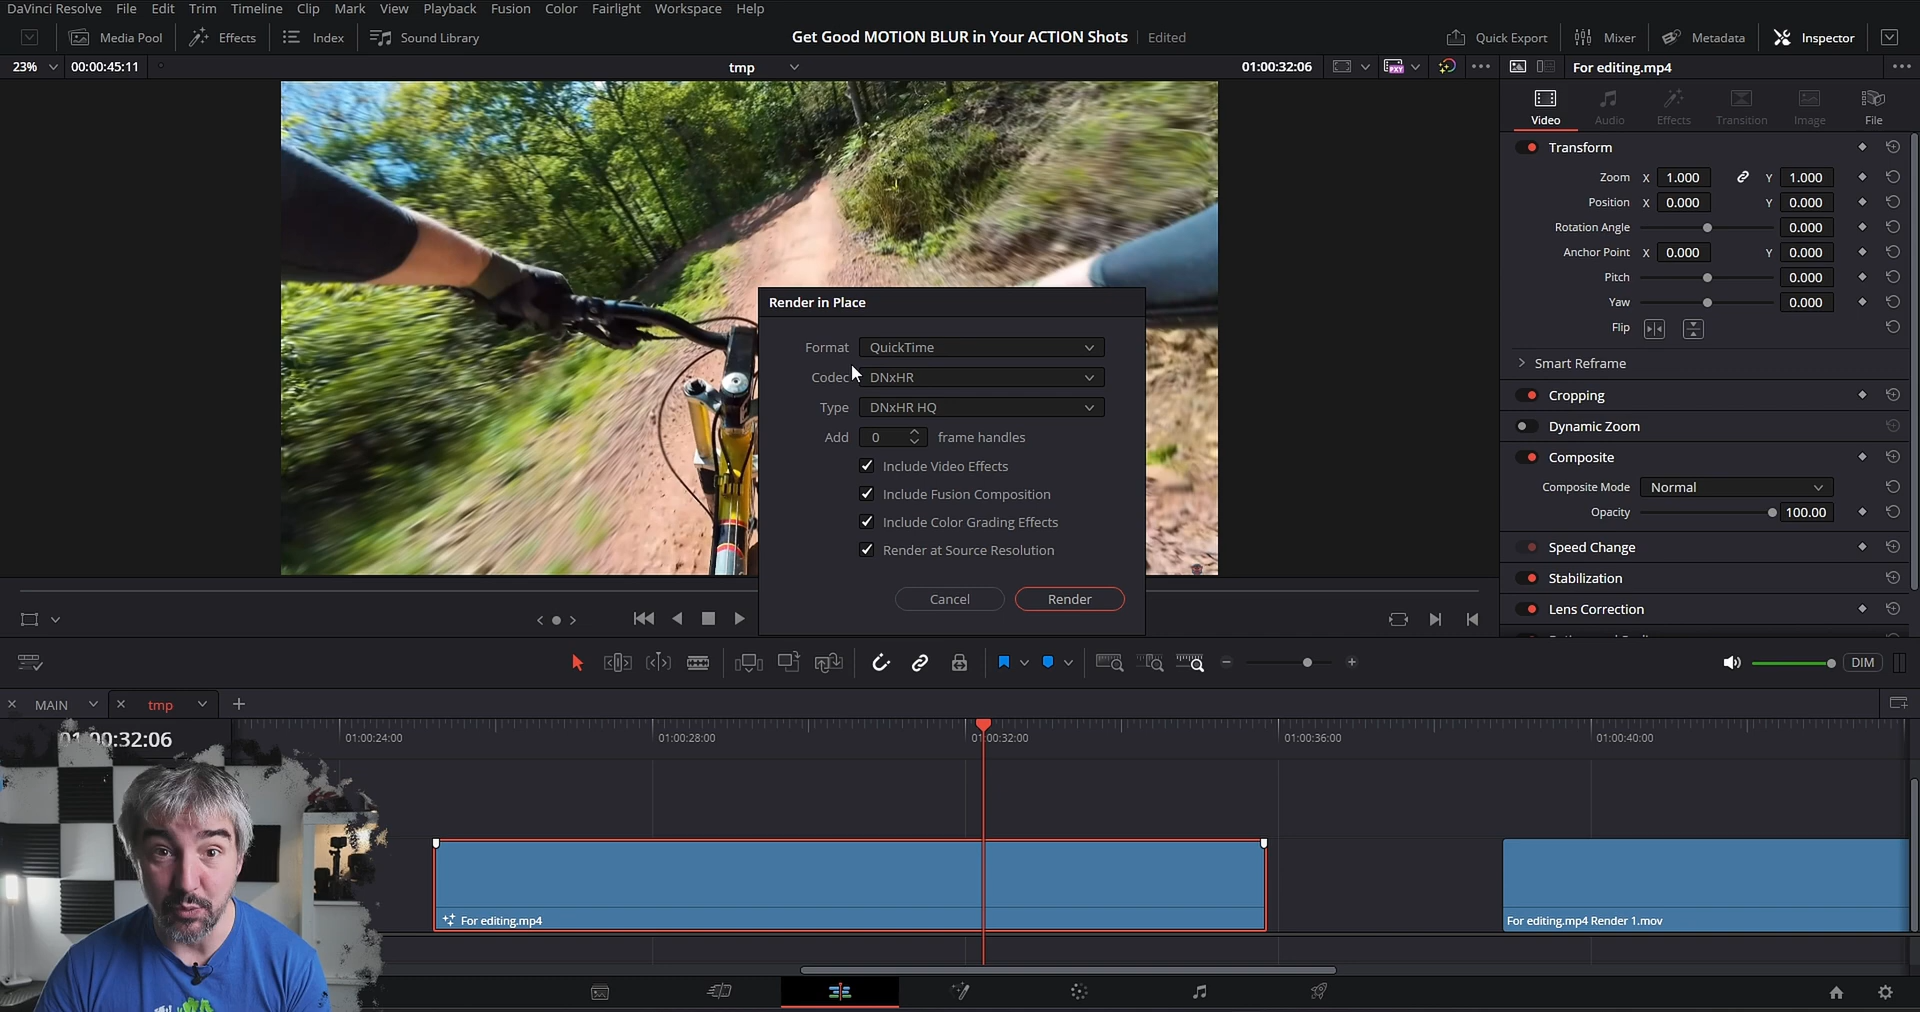 DaVinci Resolve File Edit Trim Timeline Clip Mark View Playback Fusion Color Fairlight Workspace Help
Media Pool Effects Index Sound Library Get Good MOTION BLUR in Your ACTION Shots Edited Quick Export Mixer Metadata Inspector
23% 00:00:45:11 tmp 01:00:32:06 PXY For editing.mp4
Video Audio Effects Transition Image File
Transform
Zoom X 1.000 Y 1.000
Position X 0.000 Y 0.000
Rotation Angle 0.000
Anchor Point X 0.000 Y 0.000
Pitch 0.000
Yaw 0.000
Flip
Smart Reframe
Cropping
Dynamic Zoom
Composite
Composite Mode Normal
Opacity 100.00
Speed Change
Stabilization
Lens Correction
Render in Place
Format QuickTime
Codec DNxHR
Type DNxHR HQ
Add 0 frame handles
Include Video Effects
Include Fusion Composition
Include Color Grading Effects
Render at Source Resolution
Cancel Render
DIM
MAIN tmp
01:00:32:06
01:00:24:00 01:00:28:00 01:00:32:00 01:00:36:00 01:00:40:00
For editing.mp4 For editing.mp4 Render 1.mov